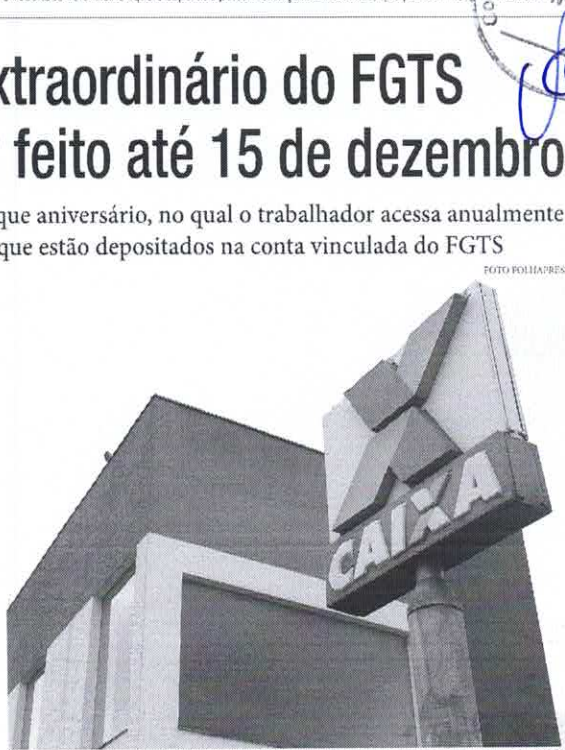 xtraordinário do FGTS
feito até 15 de dezembro
que aniversário, no qual o trabalhador acessa anualmente
que estão depositados na conta vinculada do FGTS
FOTO FOLHAPRES
CAIXA